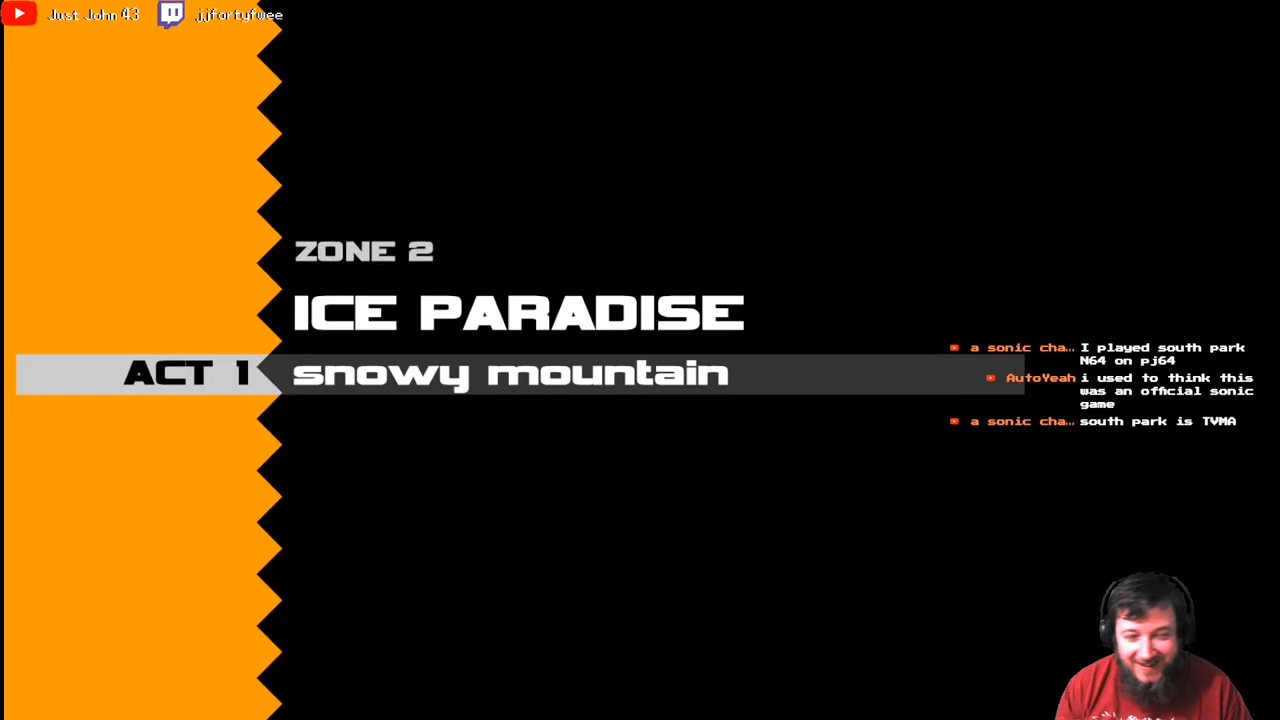 Just John 43 jjfortyfwee
ZONE 2
ICE PARADISE
ACT 1 snowy mountain
a sonic cha... I played south park
N64 on pj64
AutoYeah i used to think this
was an official sonic
game
a sonic cha... south park is TVMA